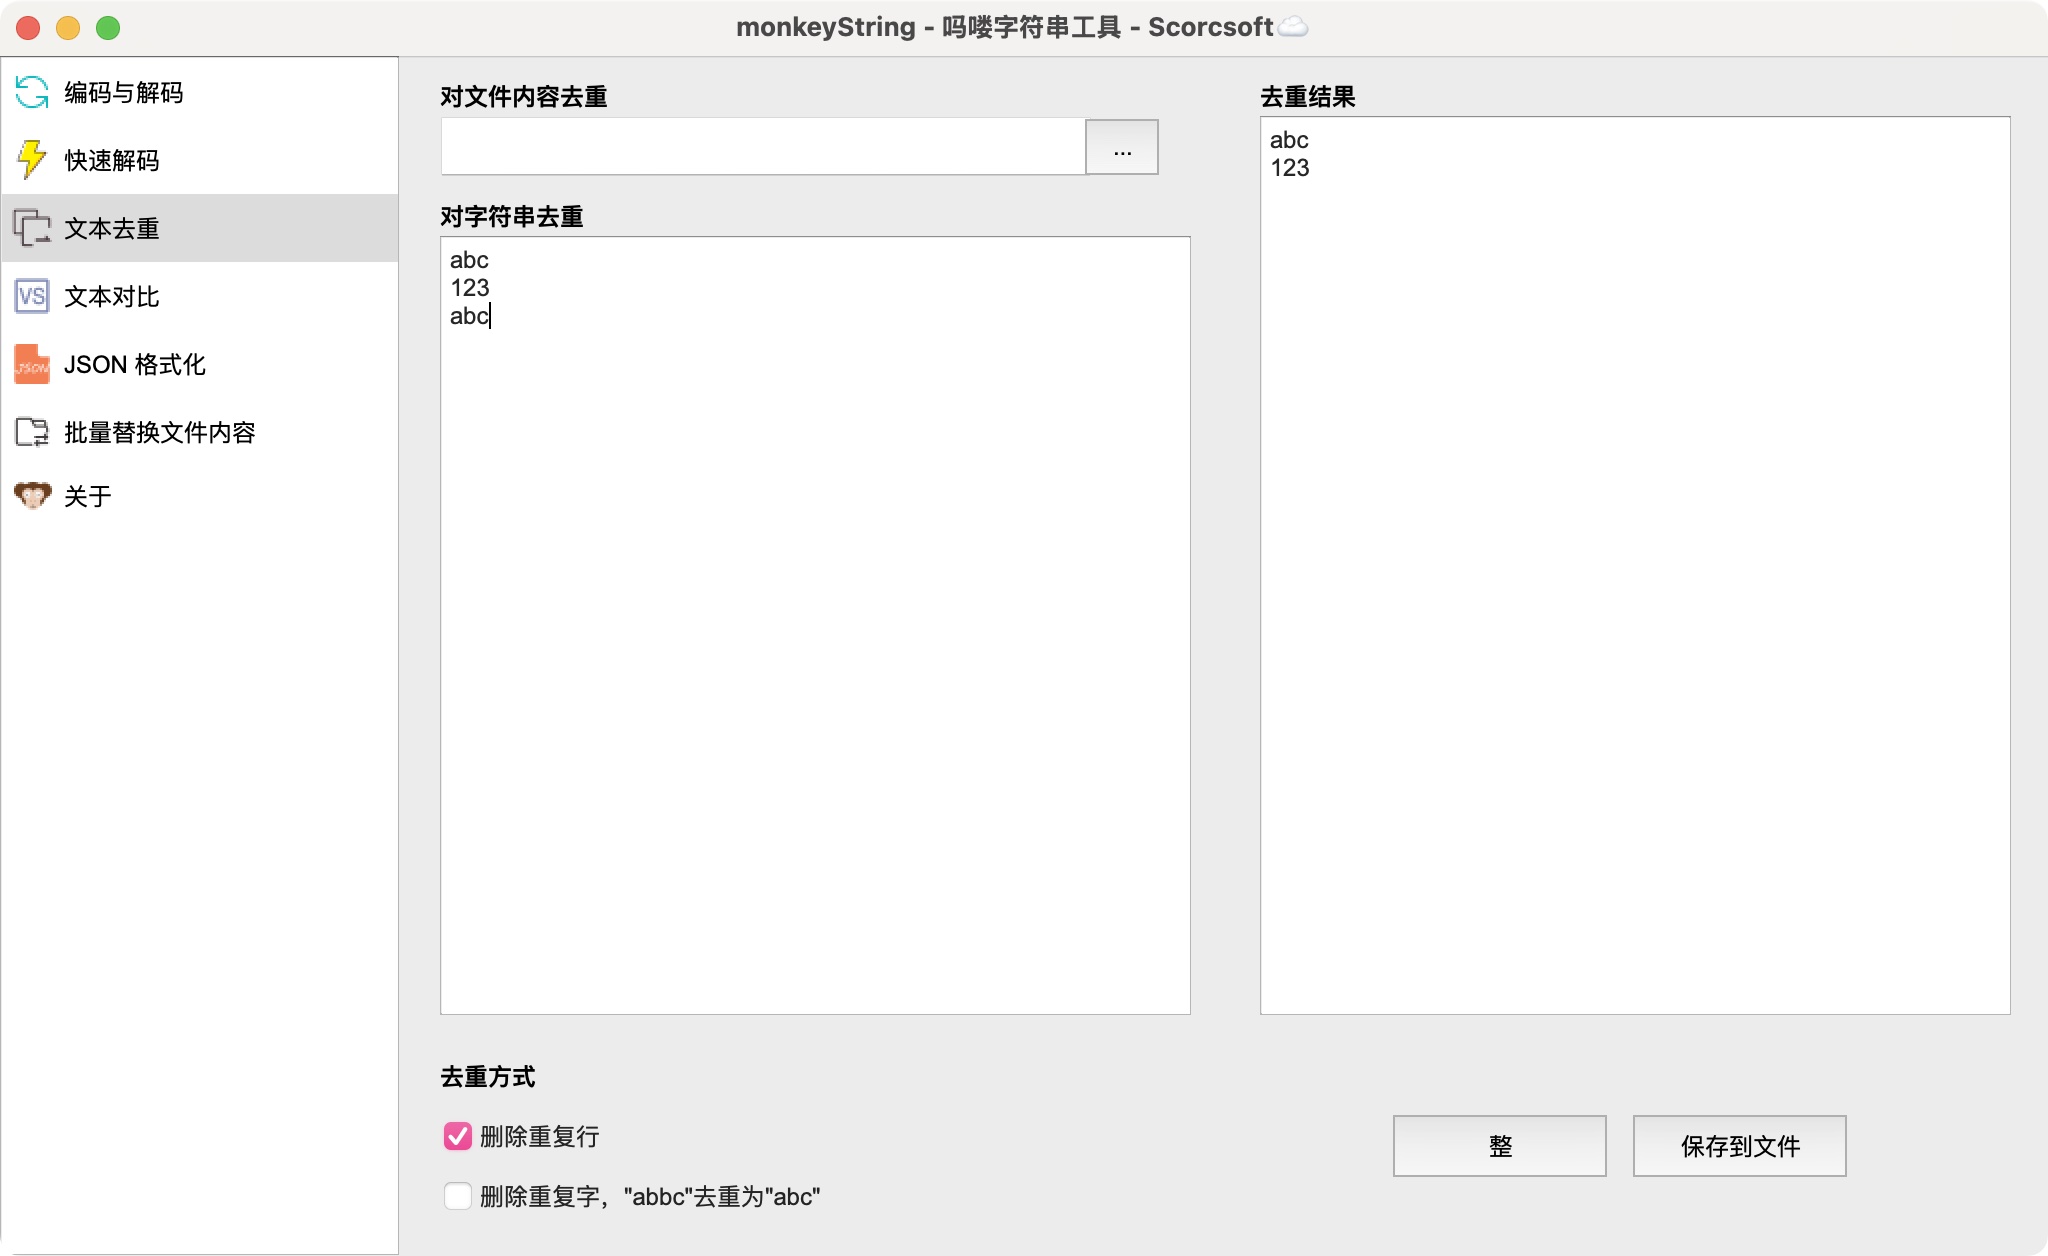 monkeyString - 吗喽字符串工具 - Scorcsoft☁️
编码与解码
快速解码
文本去重
VS 文本对比
JSON JSON 格式化
批量替换文件内容
关于
对文件内容去重
...
对字符串去重
abc
123
abc
去重结果
abc
123
去重方式
删除重复行
删除重复字，"abbc"去重为"abc"
整
保存到文件